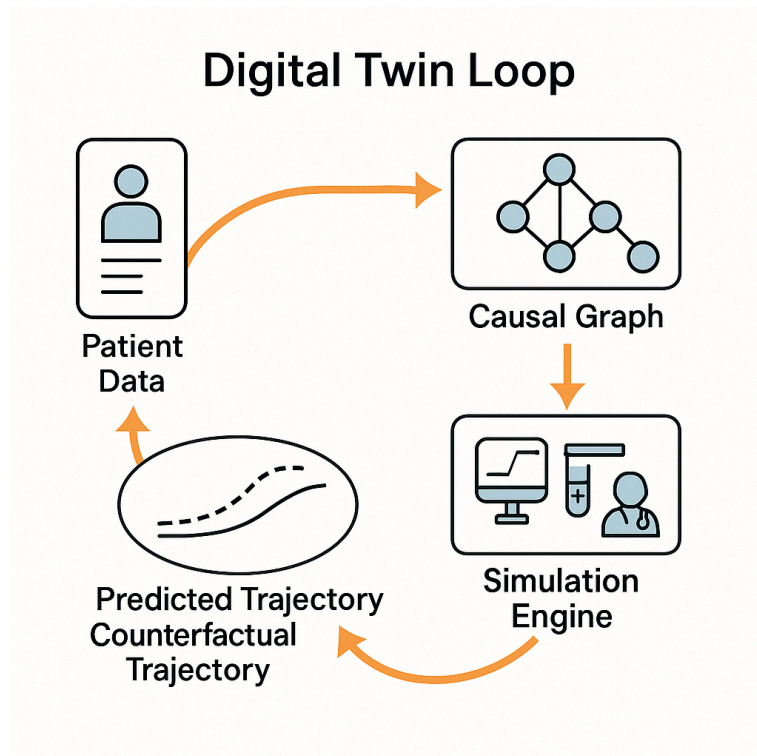 Digital Twin Loop
Patient
Data
Causal Graph
Simulation
Engine
Predicted Trajectory
Counterfactual
Trajectory